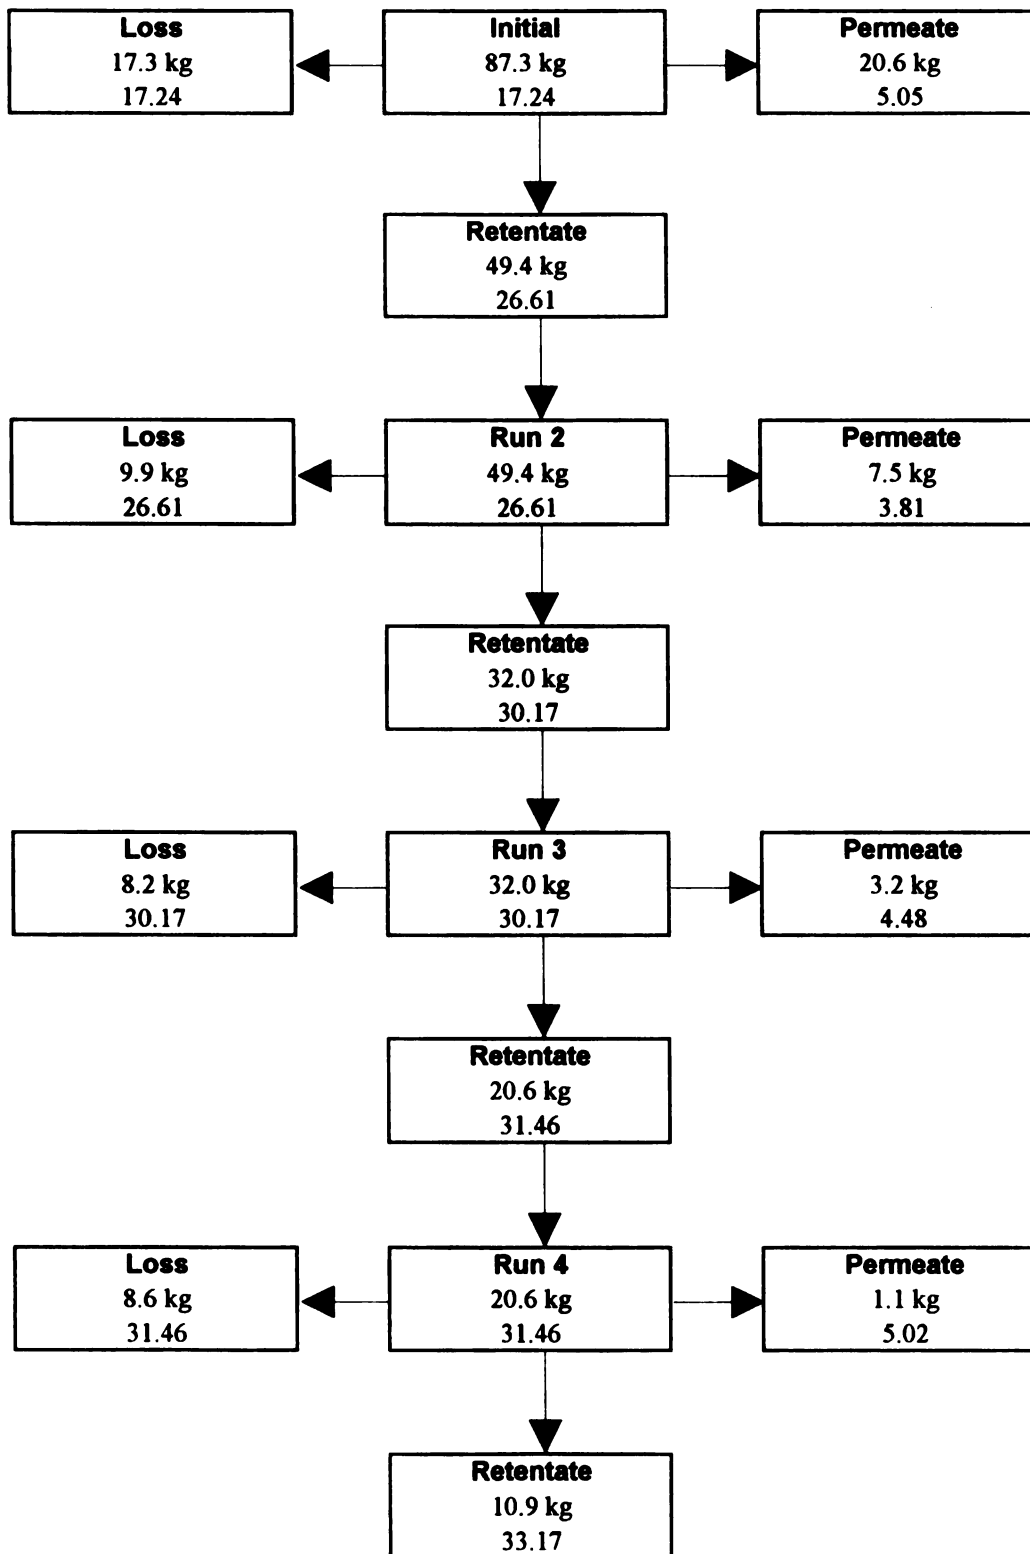 Loss
17.3 kg
17.24
Initial
87.3 kg
17.24
Permeate
20.6 kg
5.05
Retentate
49.4 kg
26.61
Loss
9.9 kg
26.61
Run 2
49.4 kg
26.61
Permeate
7.5 kg
3.81
Retentate
32.0 kg
30.17
Loss
8.2 kg
30.17
Run 3
32.0 kg
30.17
Permeate
3.2 kg
4.48
Retentate
20.6 kg
31.46
Loss
8.6 kg
31.46
Run 4
20.6 kg
31.46
Permeate
1.1 kg
5.02
Retentate
10.9 kg
33.17